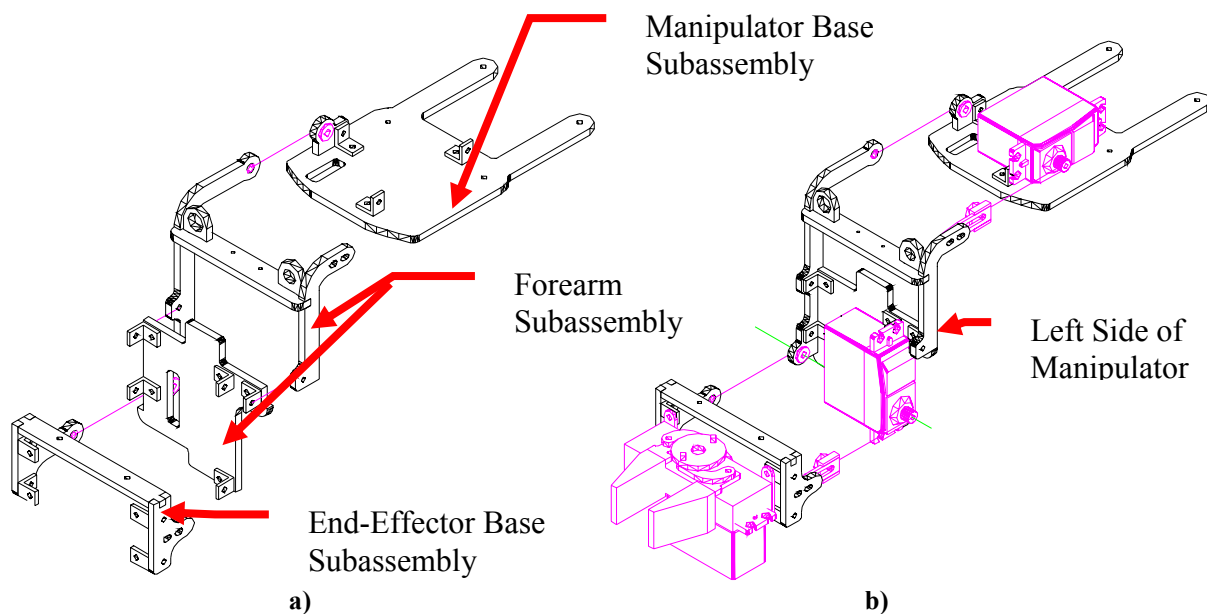 Manipulator Base
Subassembly
Forearm
Subassembly
Left Side of
Manipulator
End-Effector Base
Subassembly
a)
b)